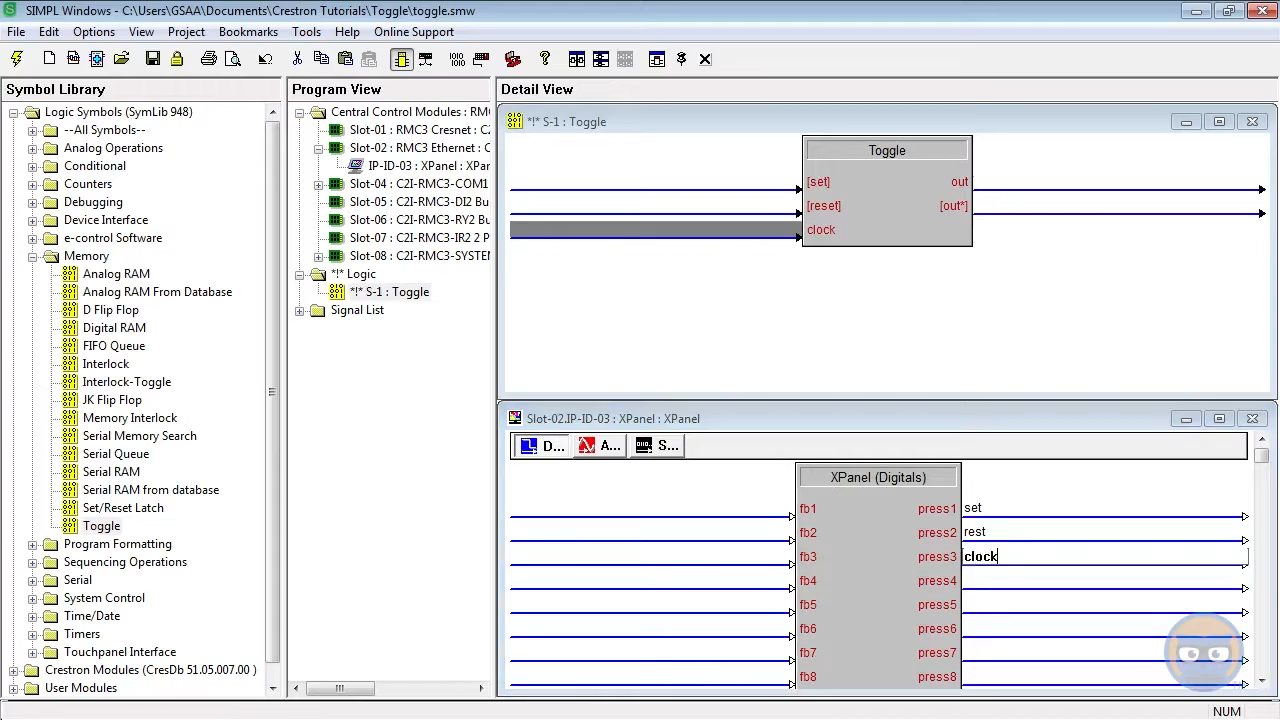 SIMPL Windows - C:\Users\GSAA\Documents\Crestron Tutorials\Toggle\toggle.smw
File Edit Options View Project Bookmarks Tools Help Online Support
Symbol Library
Logic Symbols (SymLib 948)
--All Symbols--
Analog Operations
Conditional
Counters
Debugging
Device Interface
e-control Software
Memory
Analog RAM
Analog RAM From Database
D Flip Flop
Digital RAM
FIFO Queue
Interlock
Interlock-Toggle
JK Flip Flop
Memory Interlock
Serial Memory Search
Serial Queue
Serial RAM
Serial RAM from database
Set/Reset Latch
Toggle
Program Formatting
Sequencing Operations
Serial
System Control
Time/Date
Timers
Touchpanel Interface
Crestron Modules (CresDb 51.05.007.00 )
User Modules
Program View
Central Control Modules : RMC
Slot-01 : RMC3 Cresnet : C2
Slot-02 : RMC3 Ethernet : C
IP-ID-03 : XPanel : XPar
Slot-04 : C2I-RMC3-COM1
Slot-05 : C2I-RMC3-DI2 Bu
Slot-06 : C2I-RMC3-RY2 Bu
Slot-07 : C2I-RMC3-IR2 2 P
Slot-08 : C2I-RMC3-SYSTEM
*!* Logic
*!* S-1 : Toggle
Signal List
Detail View
*!* S-1 : Toggle
Toggle
[set] out
[reset] [out*]
clock
Slot-02.IP-ID-03 : XPanel : XPanel
D... A... S...
XPanel (Digitals)
fb1 press1 set
fb2 press2 rest
fb3 press3 clock
fb4 press4
fb5 press5
fb6 press6
fb7 press7
fb8 press8
NUM